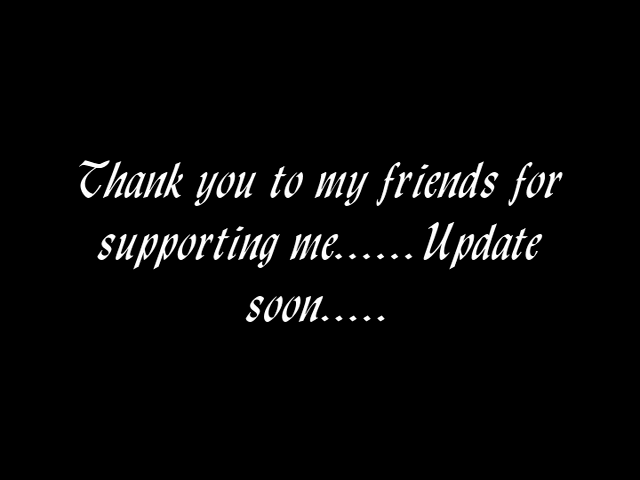 Thank you to my friends for
supporting me......Update
soon.....